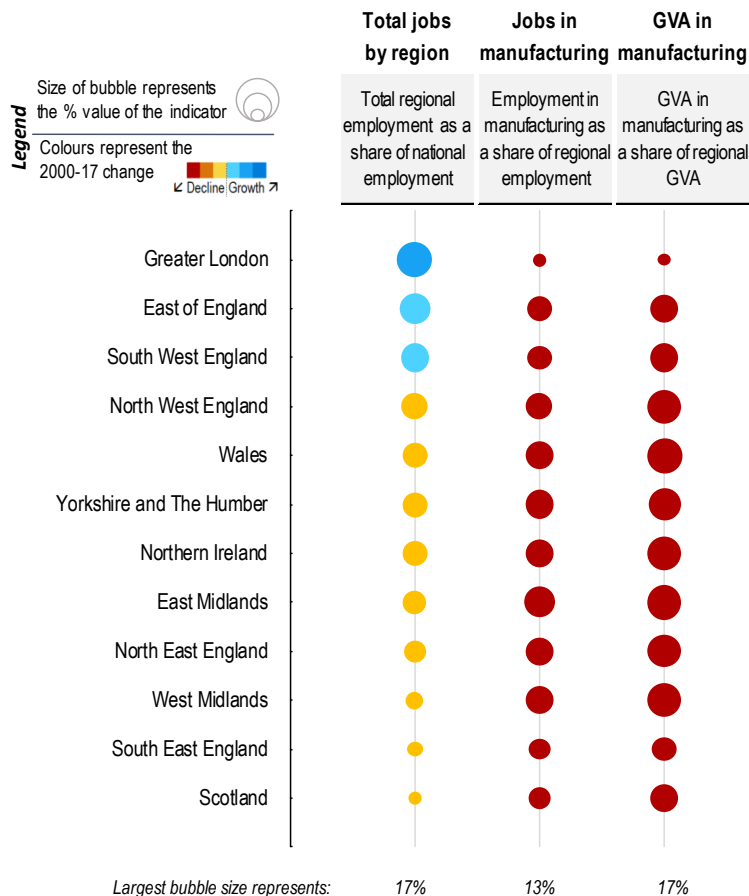 Total jobs
by region
Jobs in
manufacturing
GVA in
manufacturing
Legend
Size of bubble represents
the % value of the indicator
Colours represent the
2000-17 change
↙ Decline Growth ↗
Total regional
employment as a
share of national
employment
Employment in
manufacturing as
a share of regional
employment
GVA in
manufacturing as
a share of regional
GVA
Greater London
East of England
South West England
North West England
Wales
Yorkshire and The Humber
Northern Ireland
East Midlands
North East England
West Midlands
South East England
Scotland
Largest bubble size represents: 17% 13% 17%